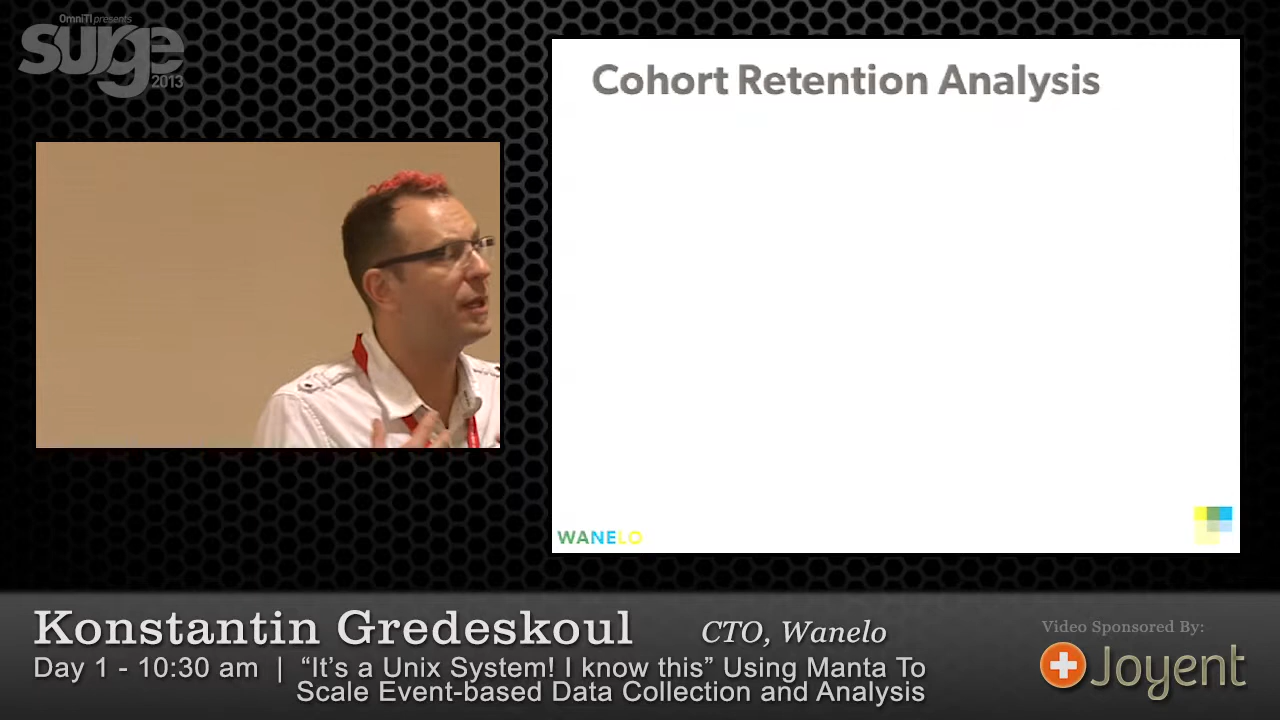 OmniTI presents
surge
2013
Cohort Retention Analysis
WANELO
Konstantin Gredeskoul CTO, Wanelo
Day 1 - 10:30 am | “It’s a Unix System! I know this” Using Manta To
Scale Event-based Data Collection and Analysis
Video Sponsored By:
Joyent